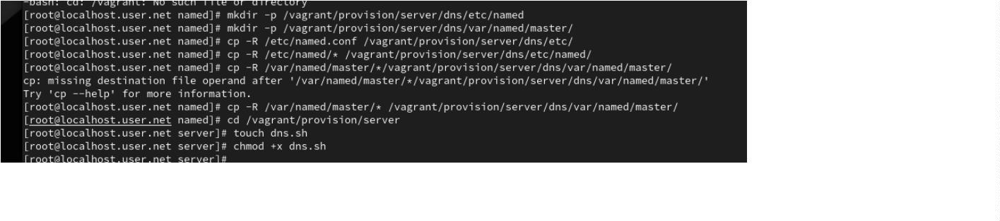 -bash: cd: /vagrant: No such file or directory
[root@localhost.user.net named]# mkdir -p /vagrant/provision/server/dns/etc/named
[root@localhost.user.net named]# mkdir -p /vagrant/provision/server/dns/var/named/master/
[root@localhost.user.net named]# cp -R /etc/named.conf /vagrant/provision/server/dns/etc/
[root@localhost.user.net named]# cp -R /etc/named/* /vagrant/provision/server/dns/etc/named/
[root@localhost.user.net named]# cp -R /var/named/master/*/vagrant/provision/server/dns/var/named/master/
cp: missing destination file operand after '/var/named/master/*/vagrant/provision/server/dns/var/named/master/'
Try 'cp --help' for more information.
[root@localhost.user.net named]# cp -R /var/named/master/* /vagrant/provision/server/dns/var/named/master/
[root@localhost.user.net named]# cd /vagrant/provision/server
[root@localhost.user.net server]# touch dns.sh
[root@localhost.user.net server]# chmod +x dns.sh
[root@localhost.user.net server]#